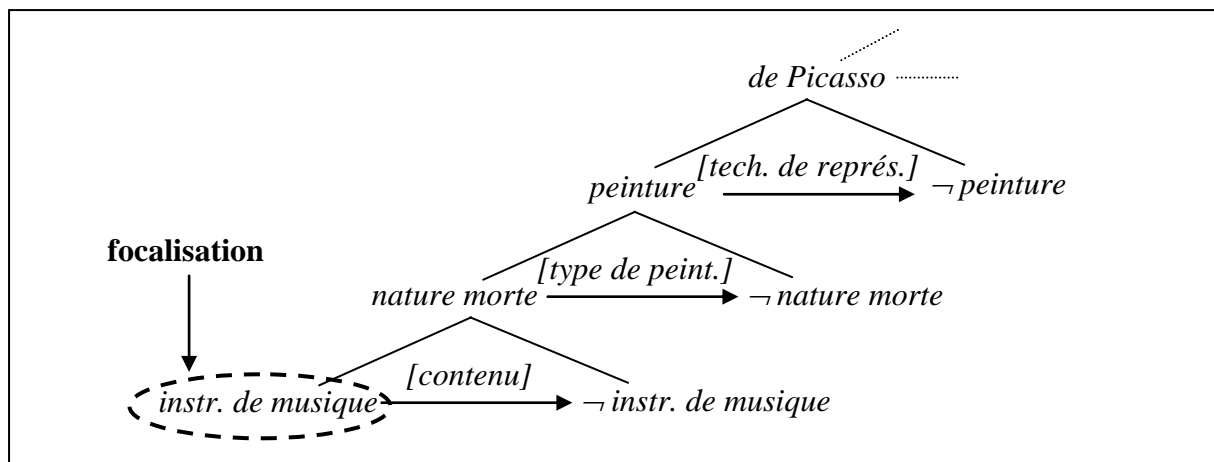 de Picasso
[tech. de représ.]
peinture
¬ peinture
focalisation
[type de peint.]
nature morte
¬ nature morte
[contenu]
instr. de musique
¬ instr. de musique